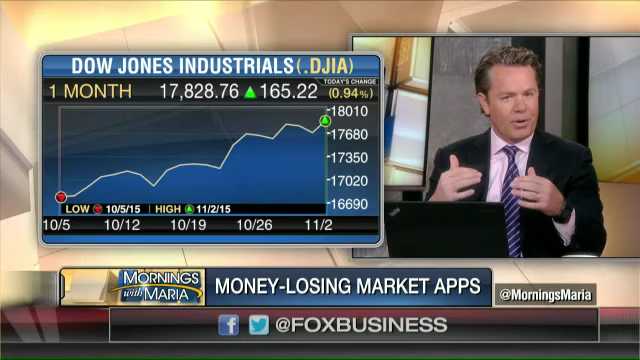 DOW JONES INDUSTRIALS(.DJIA)
1 MONTH 17,828.76 165.22 TODAY'S CHANGE (0.94%)
18010
17680
17350
17020
16690
LOW 10/5/15 | HIGH 11/2/15
10/5 10/12 10/19 10/26 11/2
MORNINGS with MARIA
MONEY-LOSING MARKET APPS
@MorningsMaria
@FOXBUSINESS